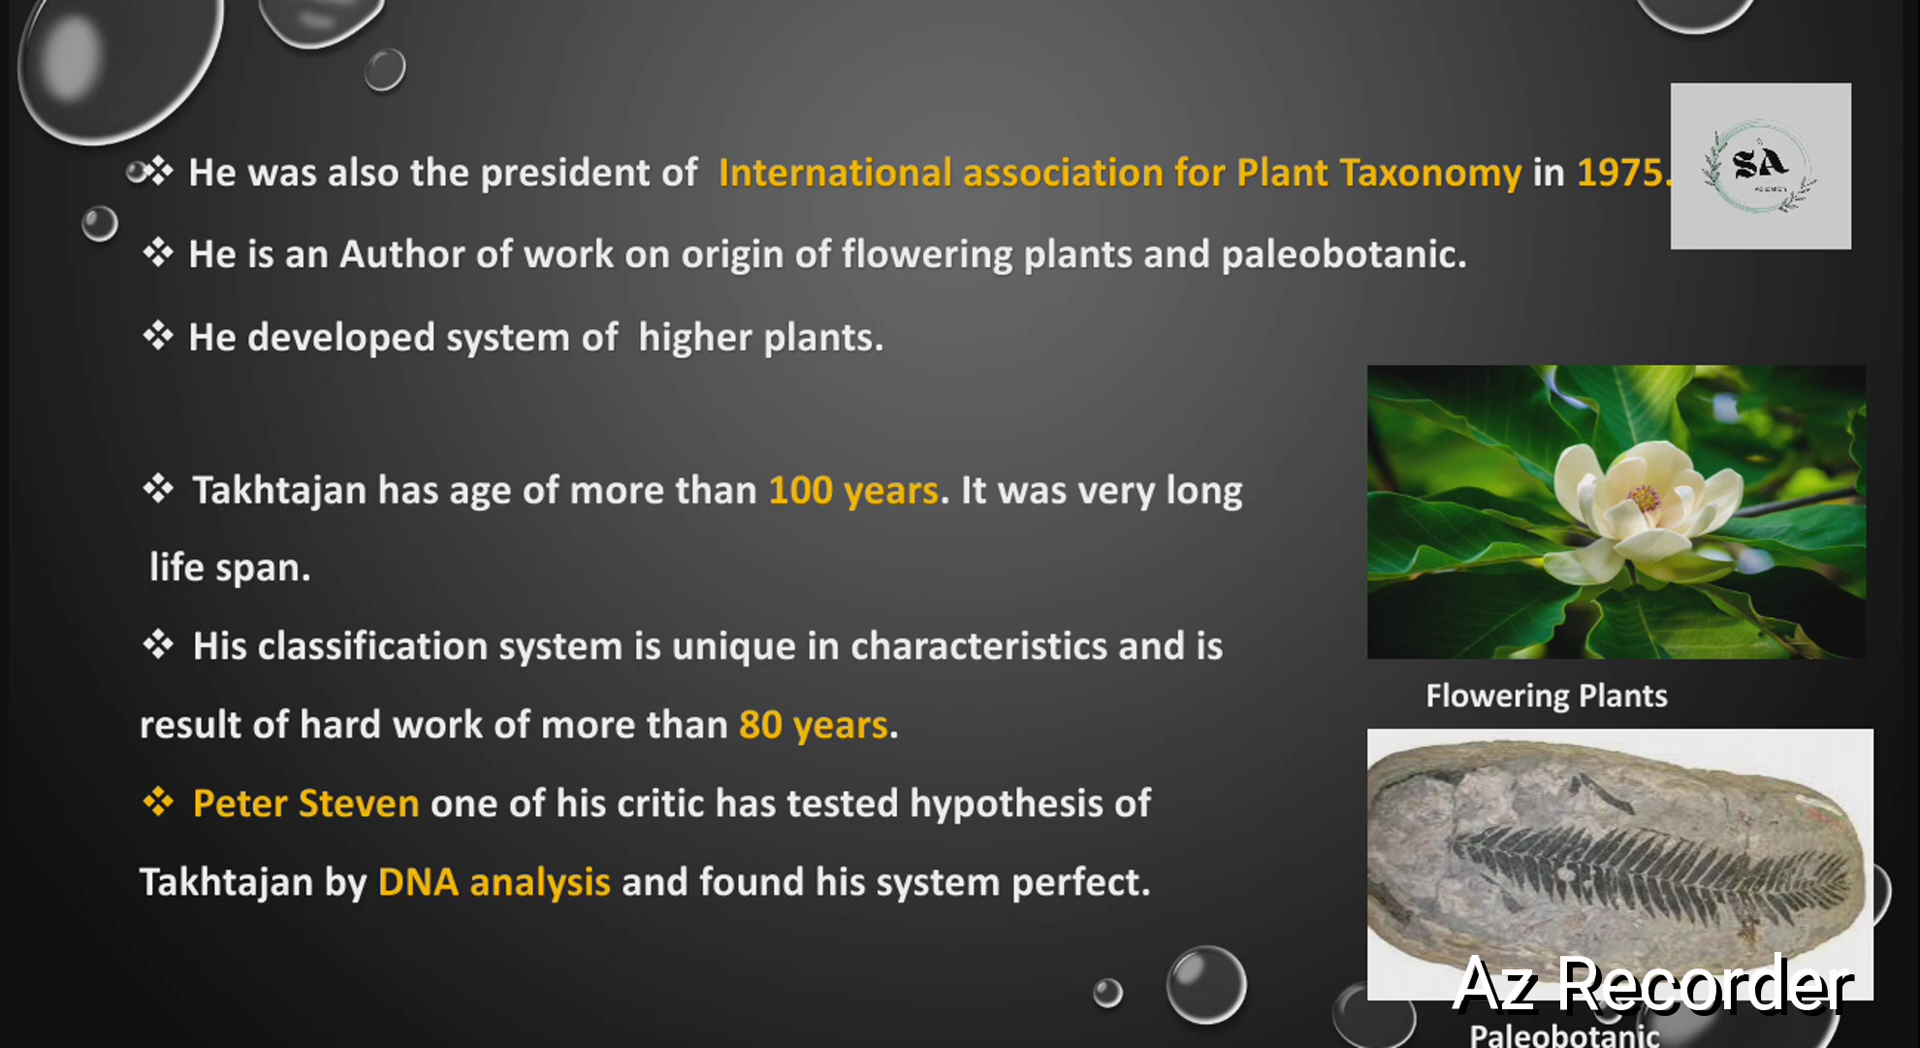 He was also the president of International association for Plant Taxonomy in 1975.
SA
education
He is an Author of work on origin of flowering plants and paleobotanic.
He developed system of higher plants.
Takhtajan has age of more than 100 years. It was very long
life span.
His classification system is unique in characteristics and is
result of hard work of more than 80 years.
Peter Steven one of his critic has tested hypothesis of
Takhtajan by DNA analysis and found his system perfect.
Flowering Plants
Az Recorder
Paleobotanic